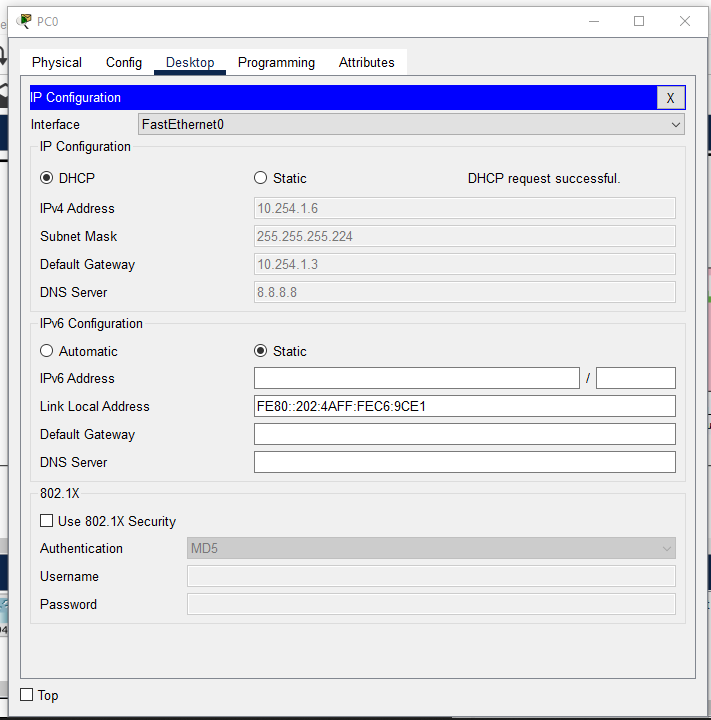 PC0
Physical Config Desktop Programming Attributes
IP Configuration X
Interface FastEthernet0
IP Configuration
DHCP Static DHCP request successful.
IPv4 Address 10.254.1.6
Subnet Mask 255.255.255.224
Default Gateway 10.254.1.3
DNS Server 8.8.8.8
IPv6 Configuration
Automatic Static
IPv6 Address /
Link Local Address FE80::202:4AFF:FEC6:9CE1
Default Gateway
DNS Server
802.1X
Use 802.1X Security
Authentication MD5
Username
Password
Top